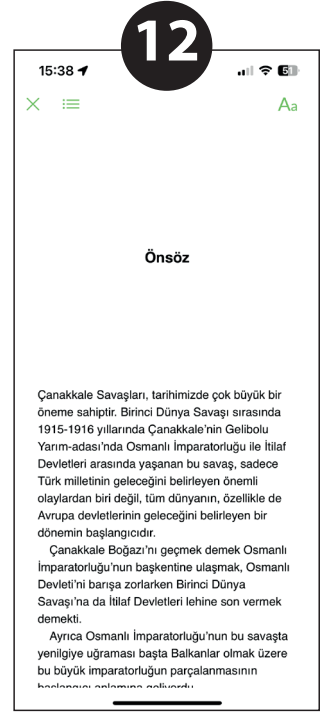 12
15:38
51
Aa
Önsöz
Çanakkale Savaşları, tarihimizde çok büyük bir
öneme sahiptir. Birinci Dünya Savaşı sırasında
1915-1916 yıllarında Çanakkale'nin Gelibolu
Yarım-adası'nda Osmanlı İmparatorluğu ile İtilaf
Devletleri arasında yaşanan bu savaş, sadece
Türk milletinin geleceğini belirleyen önemli
olaylardan biri değil, tüm dünyanın, özellikle de
Avrupa devletlerinin geleceğini belirleyen bir
dönemin başlangıcıdır.
Çanakkale Boğazı'nı geçmek demek Osmanlı
İmparatorluğu'nun başkentine ulaşmak, Osmanlı
Devleti'ni barışa zorlarken Birinci Dünya
Savaşı'na da İtilaf Devletleri lehine son vermek
demekti.
Ayrıca Osmanlı İmparatorluğu'nun bu savaşta
yenilgiye uğraması başta Balkanlar olmak üzere
bu büyük imparatorluğun parçalanmasının
başlangıcı anlamına geliyordu.